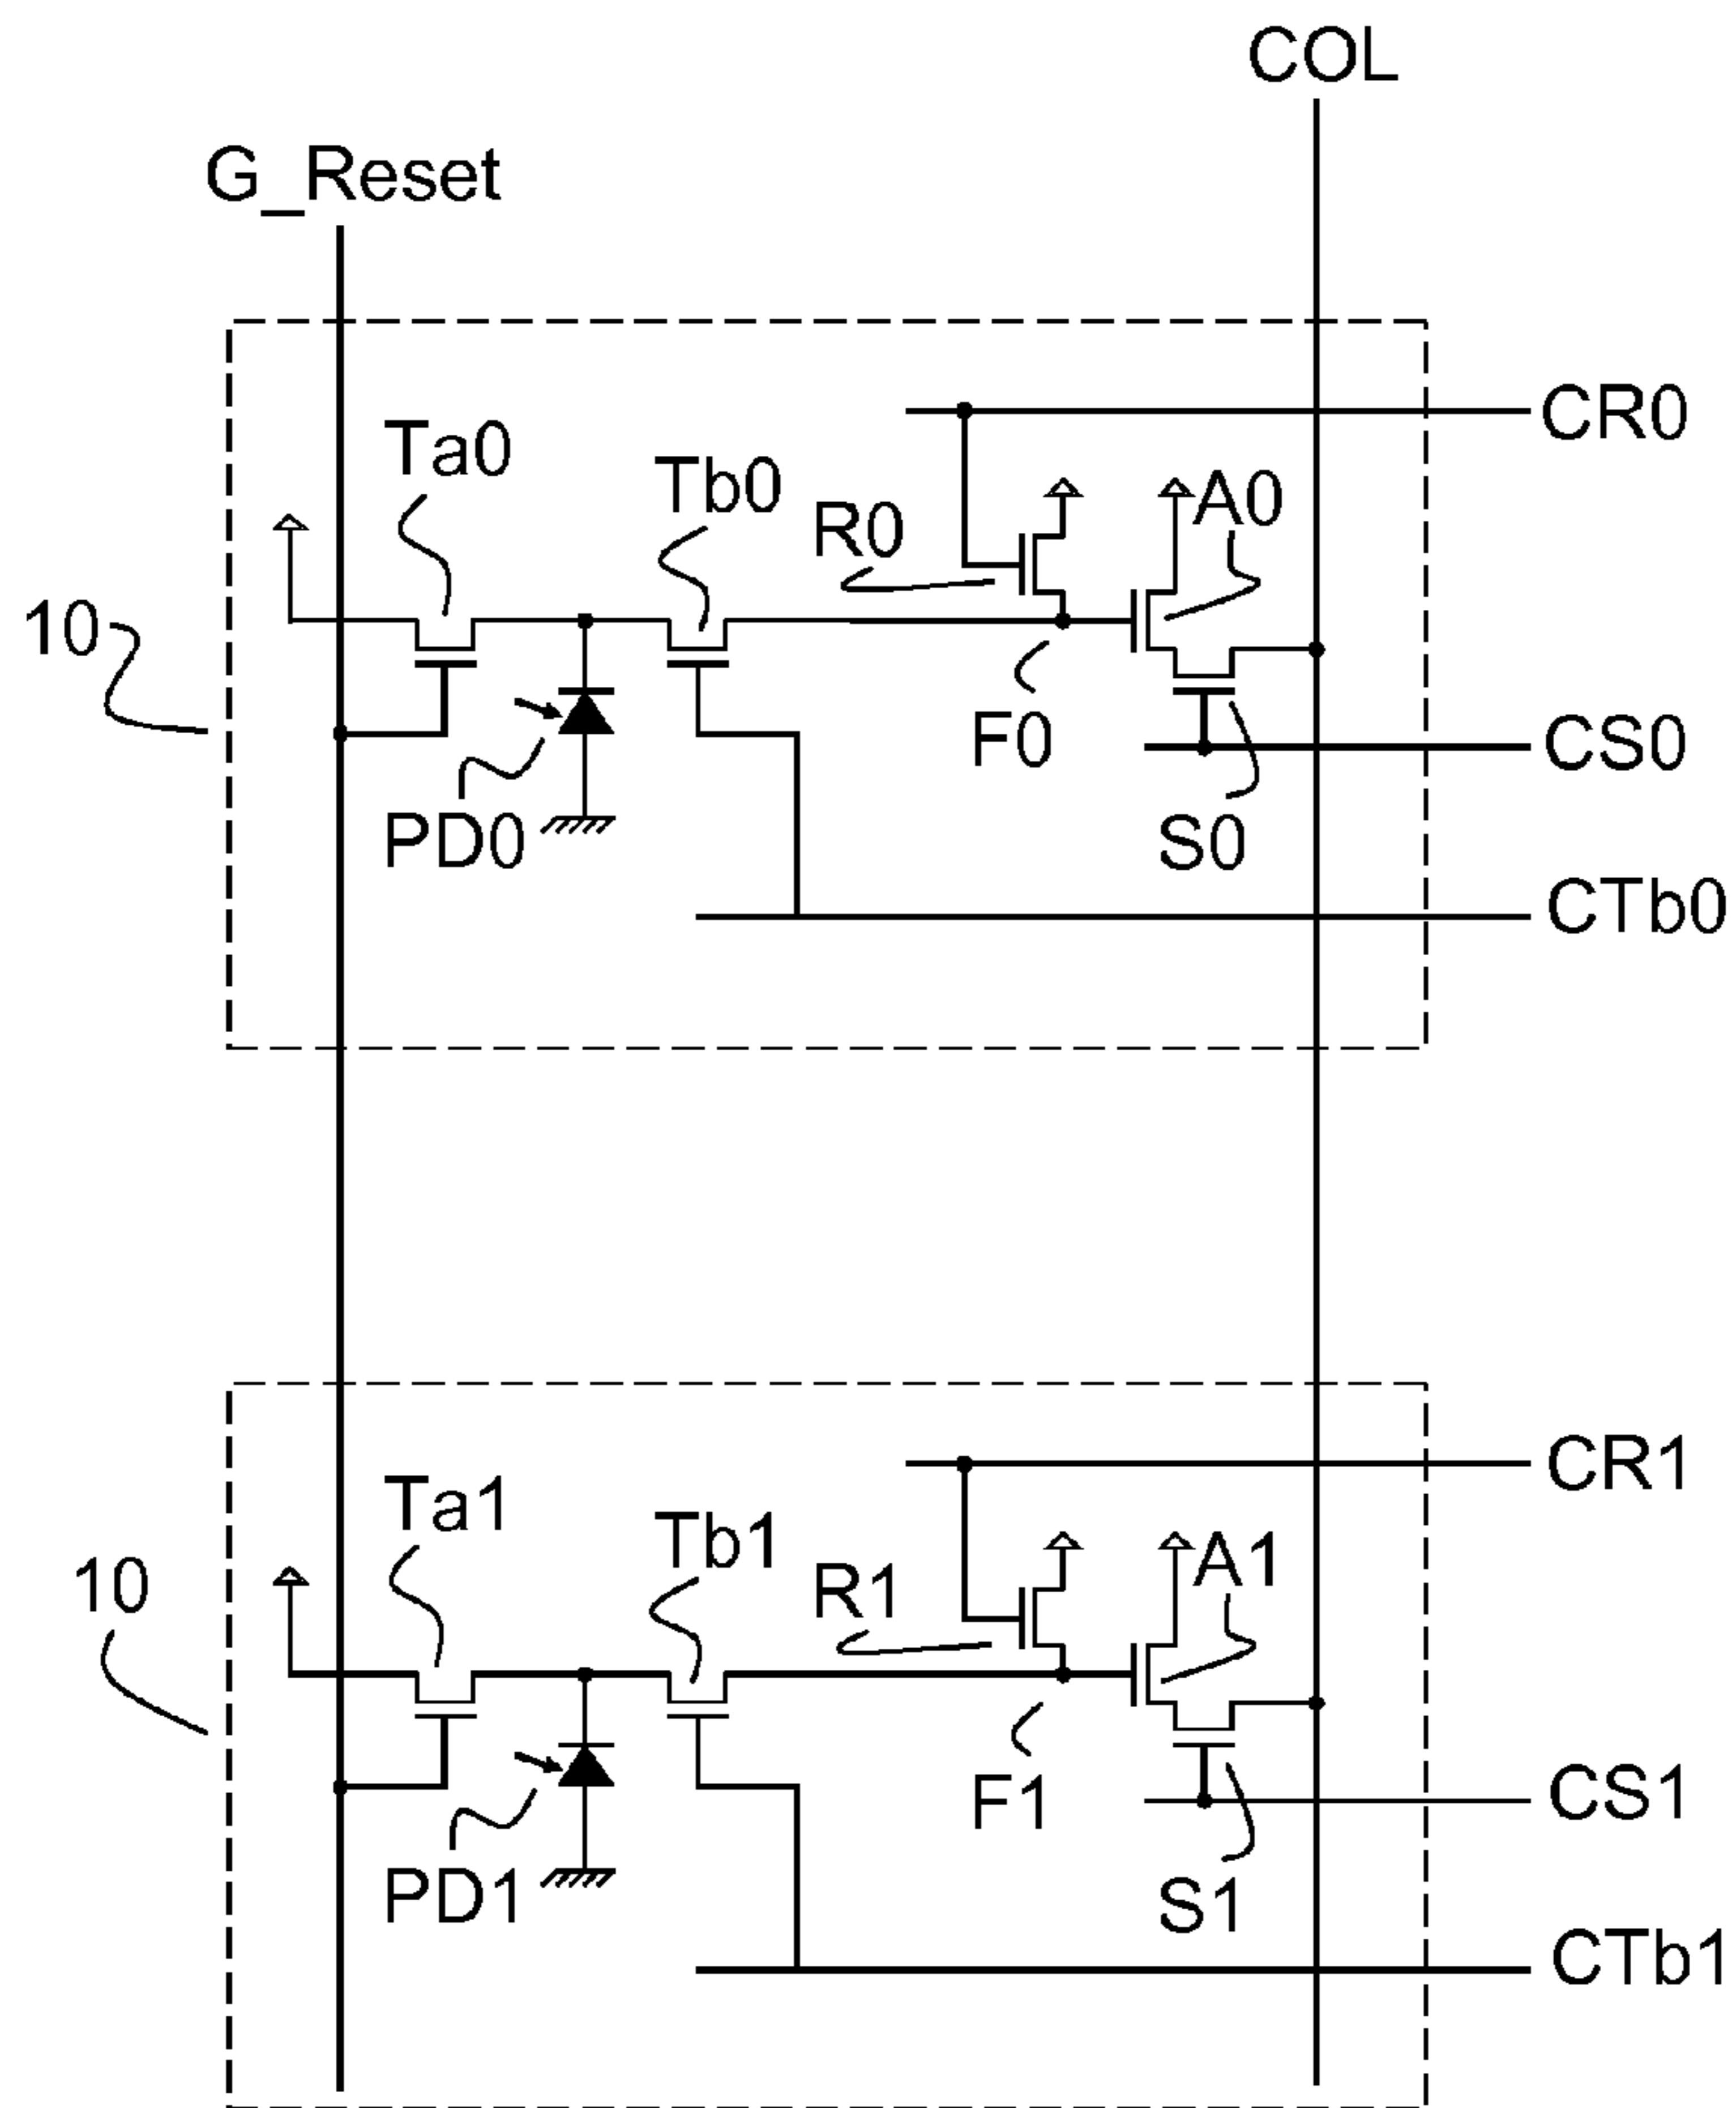 COL
G_Reset
CR0
Ta0
Tb0
R0
A0
10
F0
CS0
PD0
S0
CTb0
CR1
Ta1
Tb1
R1
A1
10
F1
CS1
PD1
S1
CTb1